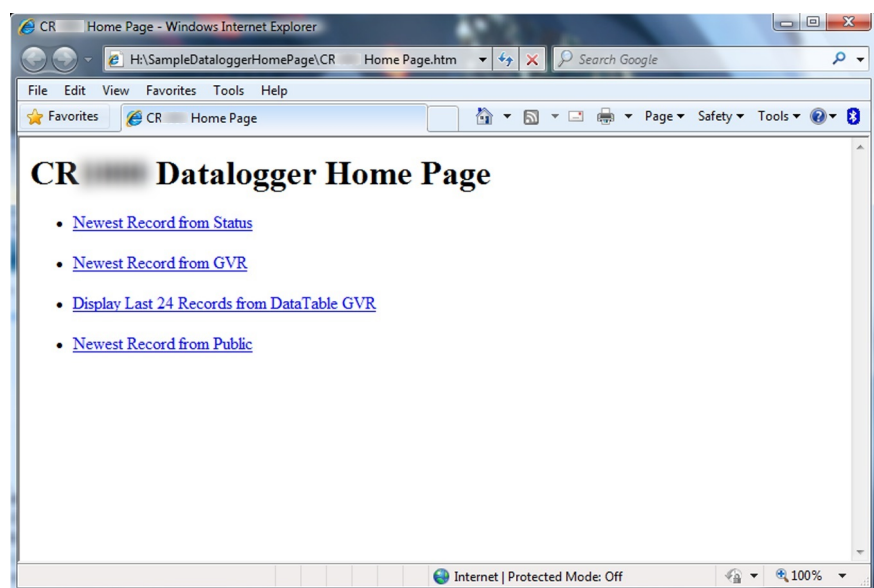 CR Home Page - Windows Internet Explorer
H:\SampleDataloggerHomePage\CR Home Page.htm
Search Google
File Edit View Favorites Tools Help
Favorites
CR Home Page
Page Safety Tools
CR Datalogger Home Page
Newest Record from Status
Newest Record from GVR
Display Last 24 Records from DataTable GVR
Newest Record from Public
Internet | Protected Mode: Off
100%